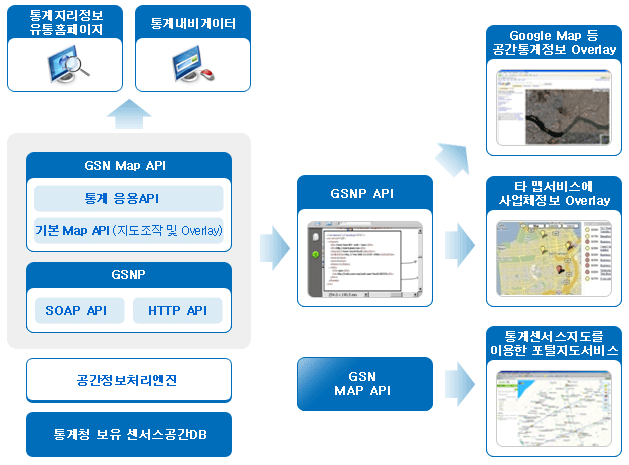 통계지리정보
유통홈페이지
통계내비게이터
GSN Map API
통계 응용API
기본 Map API (지도조작 및 Overlay)
GSNP
SOAP API
HTTP API
공간정보처리엔진
통계청 보유 센서스공간DB
GSNP API
GSN
MAP API
Google Map 등
공간통계정보 Overlay
타 맵서비스에
사업체정보 Overlay
통계센서스지도를
이용한 포털지도서비스